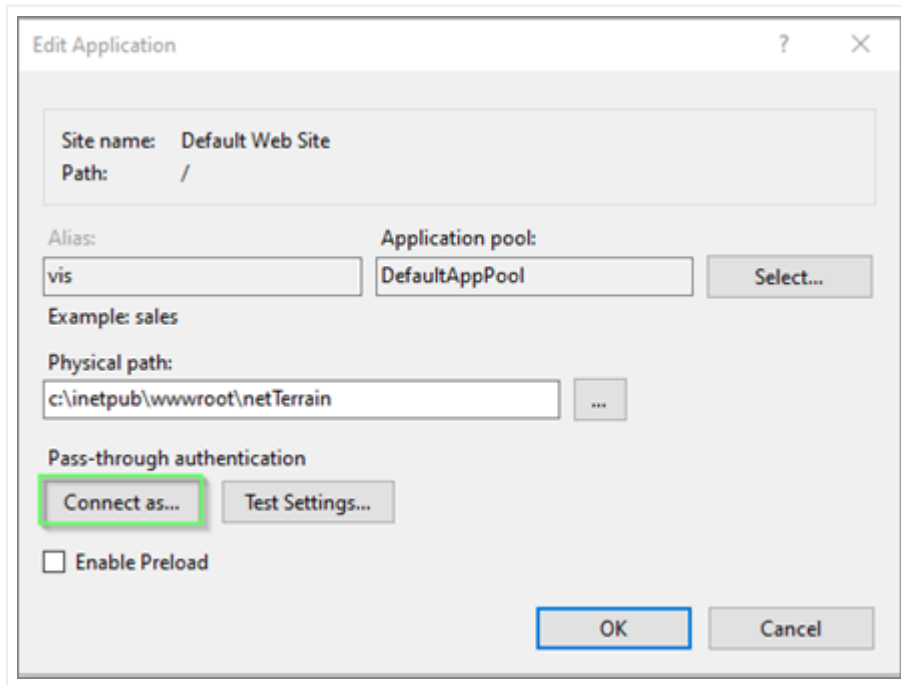 Edit Application
?
Site name: Default Web Site
Path: /
Alias:
Application pool:
vis
DefaultAppPool
Select...
Example: sales
Physical path:
c:\inetpub\wwwroot\netTerrain
...
Pass-through authentication
Connect as...
Test Settings...
Enable Preload
OK
Cancel